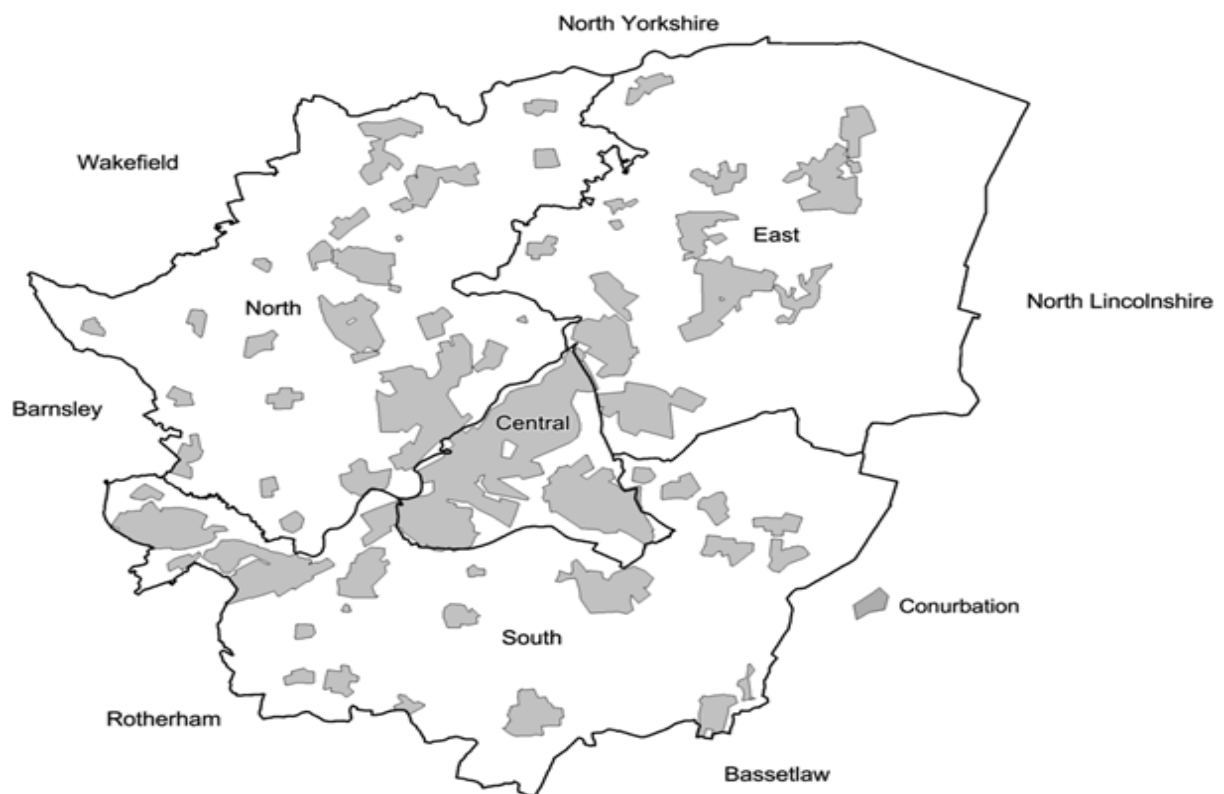 North Yorkshire
Wakefield
East
North
North Lincolnshire
Barnsley
Central
Conurbation
South
Rotherham
Bassetlaw